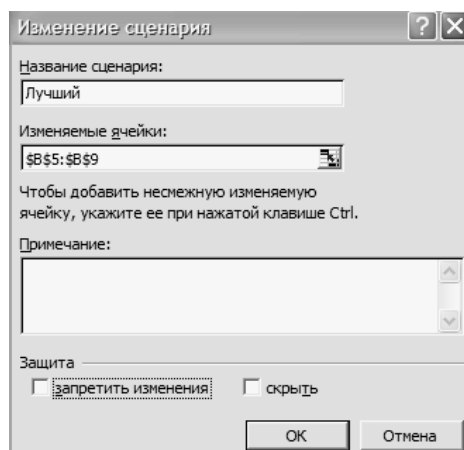 Изменение сценария
Название сценария:
Лучший
Изменяемые ячейки:
$B$5:$B$9
Чтобы добавить несмежную изменяемую
ячейку, укажите ее при нажатой клавише Ctrl.
Примечание:
Защита
запретить изменения скрыть
ОК Отмена